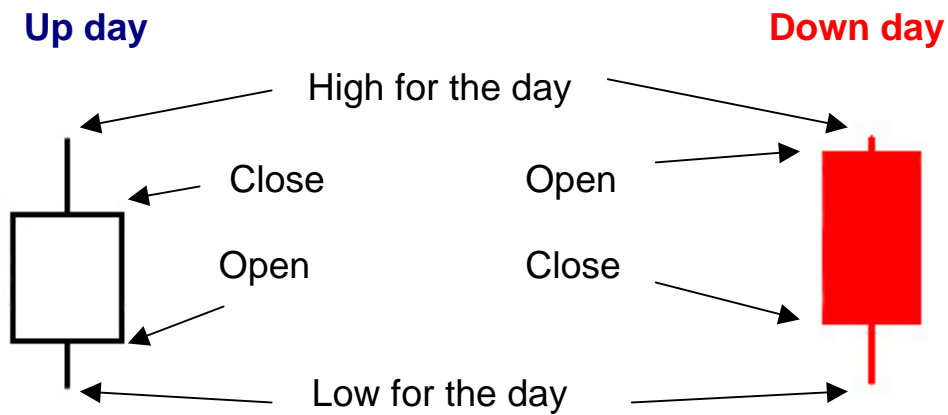 Up day
Down day
High for the day
Close
Open
Open
Close
Low for the day